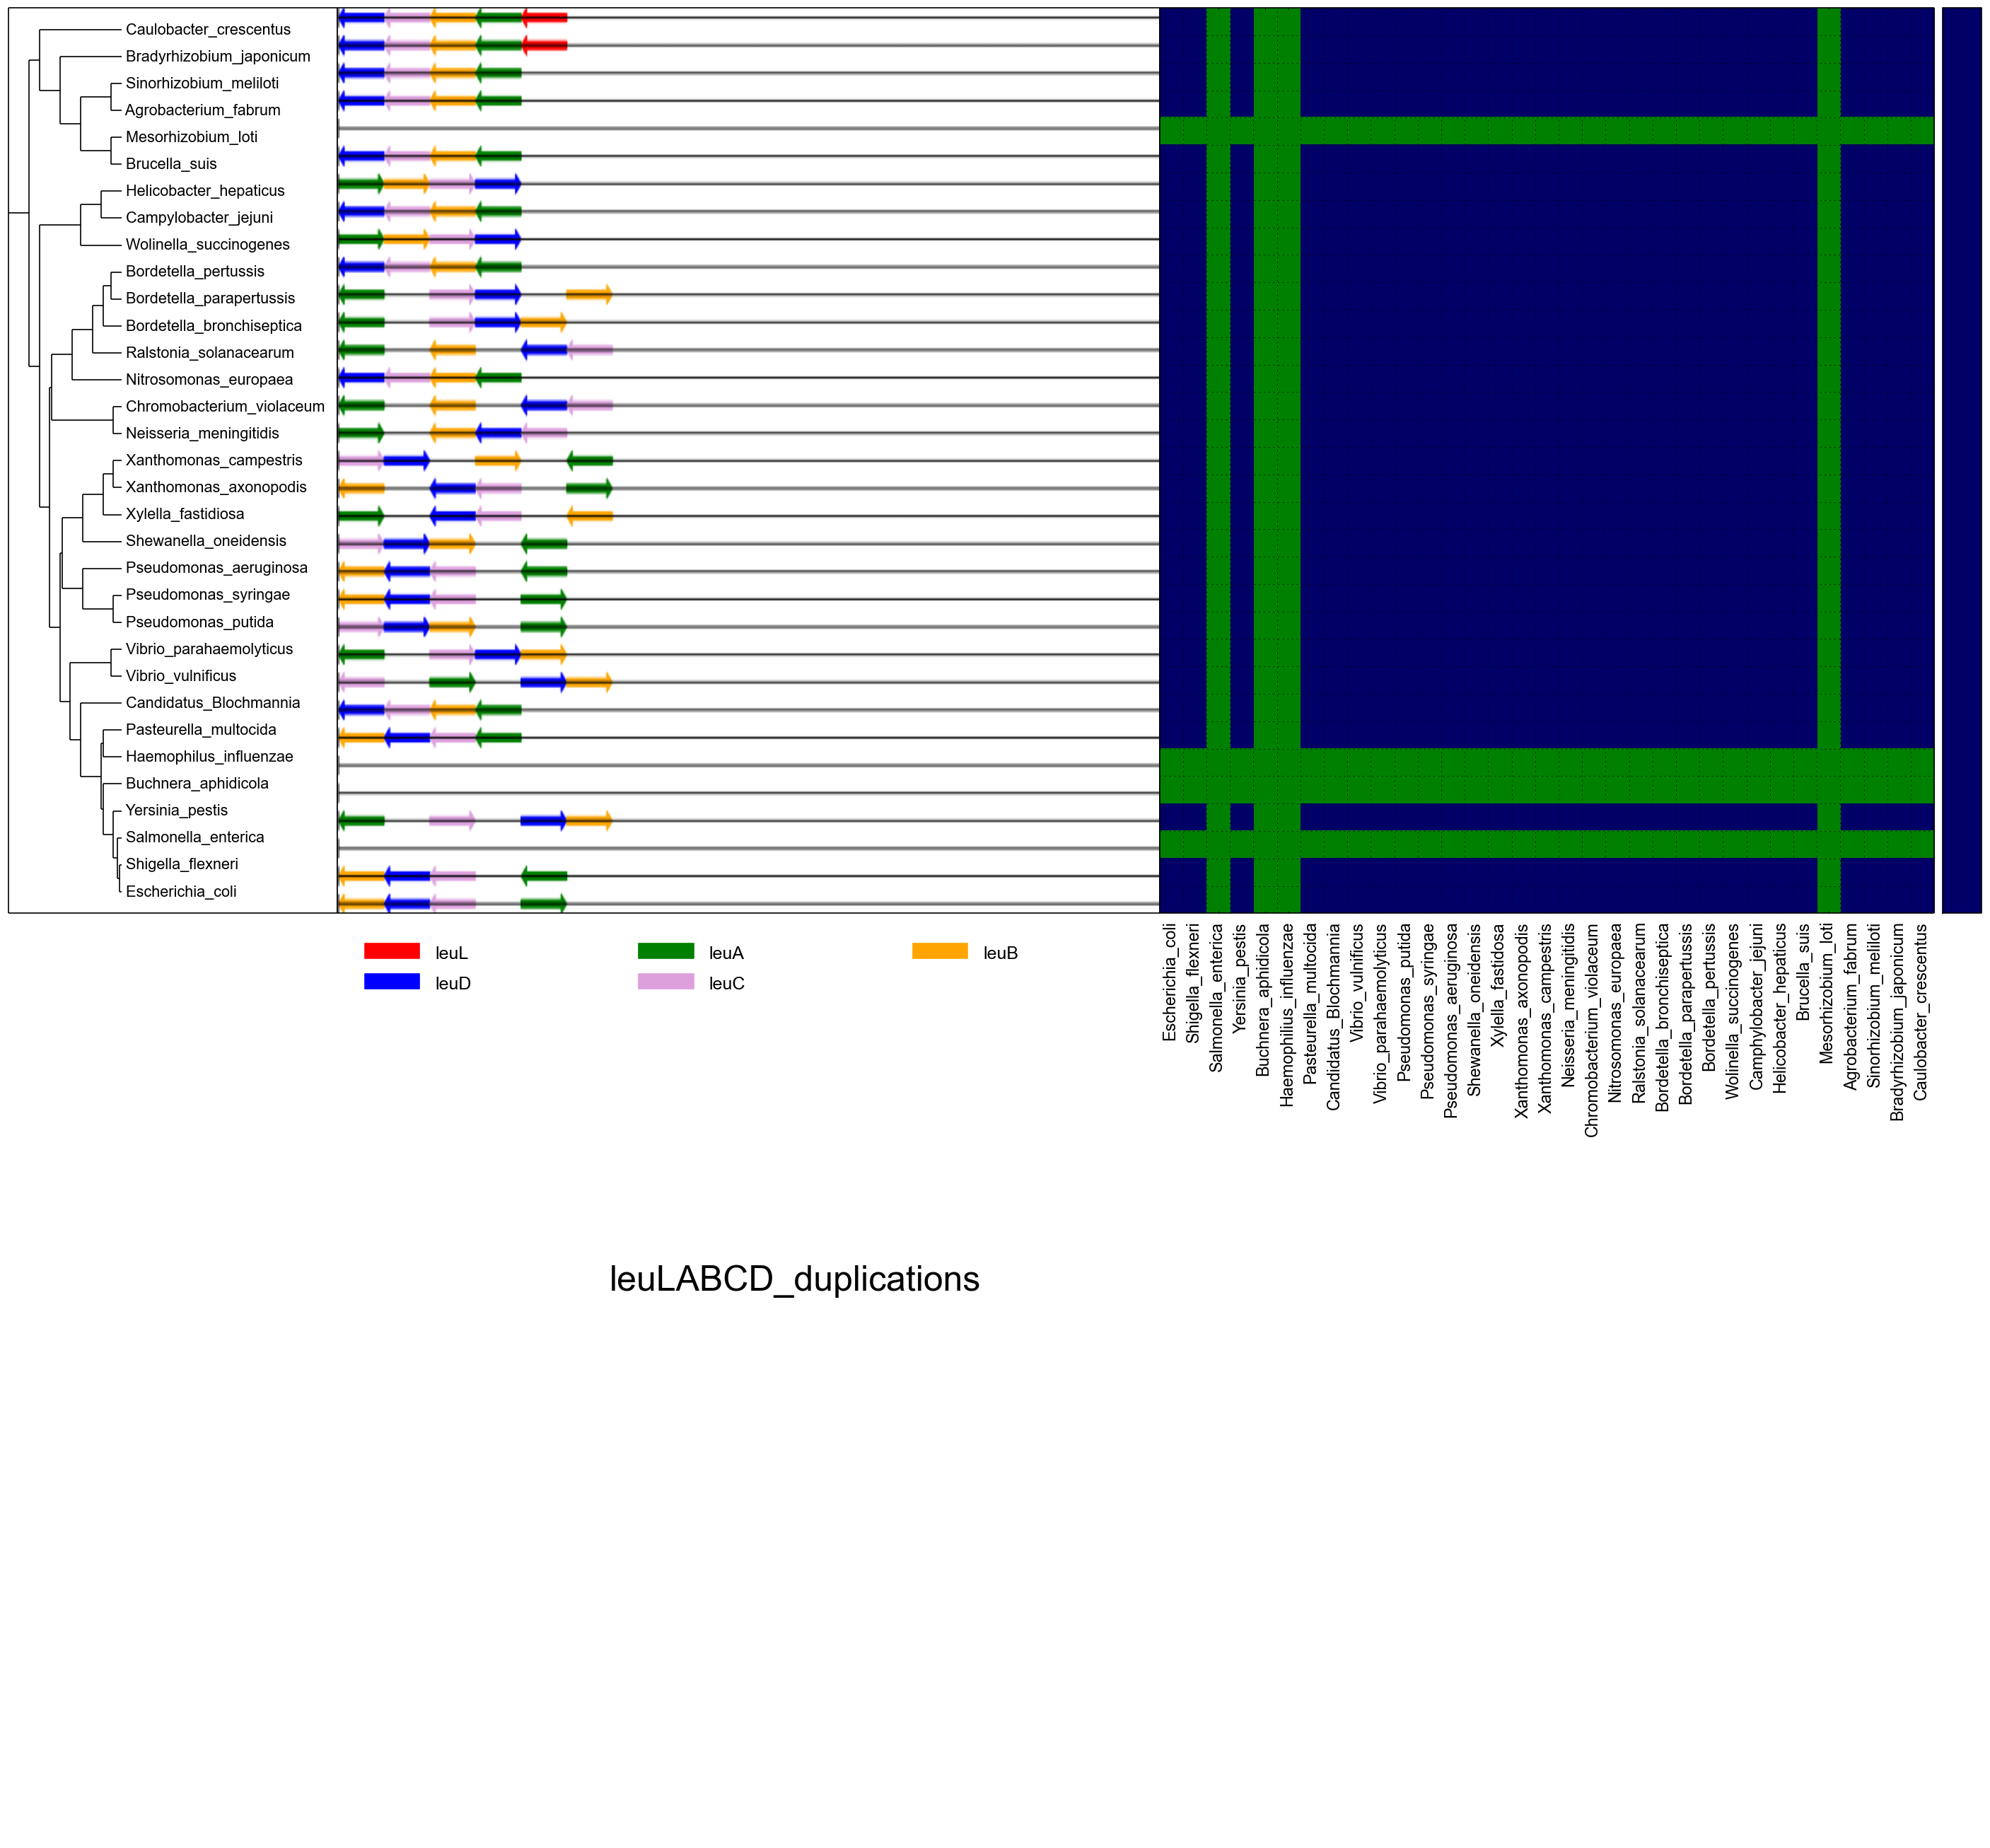 Caulobacter_crescentus
Bradyrhizobium_japonicum
Sinorhizobium_meliloti
Agrobacterium_fabrum
Mesorhizobium_loti
Brucella_suis
Helicobacter_hepaticus
Campylobacter_jejuni
Wolinella_succinogenes
Bordetella_pertussis
Bordetella_parapertussis
Bordetella_bronchiseptica
Ralstonia_solanacearum
Nitrosomonas_europaea
Chromobacterium_violaceum
Neisseria_meningitidis
Xanthomonas_campestris
Xanthomonas_axonopodis
Xylella_fastidiosa
Shewanella_oneidensis
Pseudomonas_aeruginosa
Pseudomonas_syringae
Pseudomonas_putida
Vibrio_parahaemolyticus
Vibrio_vulnificus
Candidatus_Blochmannia
Pasteurella_multocida
Haemophilus_influenzae
Buchnera_aphidicola
Yersinia_pestis
Salmonella_enterica
Shigella_flexneri
Escherichia_coli
leuL leuA leuB
leuD leuC
Escherichia_coli
Shigella_flexneri
Salmonella_enterica
Yersinia_pestis
Buchnera_aphidicola
Haemophilus_influenzae
Pasteurella_multocida
Candidatus_Blochmannia
Vibrio_vulnificus
Vibrio_parahaemolyticus
Pseudomonas_putida
Pseudomonas_syringae
Pseudomonas_aeruginosa
Shewanella_oneidensis
Xylella_fastidiosa
Xanthomonas_axonopodis
Xanthomonas_campestris
Neisseria_meningitidis
Chromobacterium_violaceum
Nitrosomonas_europaea
Ralstonia_solanacearum
Bordetella_bronchiseptica
Bordetella_parapertussis
Bordetella_pertussis
Wolinella_succinogenes
Camphylobacter_jejuni
Helicobacter_hepaticus
Brucella_suis
Mesorhizobium_loti
Agrobacterium_fabrum
Sinorhizobium_meliloti
Bradyrhizobium_japonicum
Caulobacter_crescentus
leuLABCD_duplications